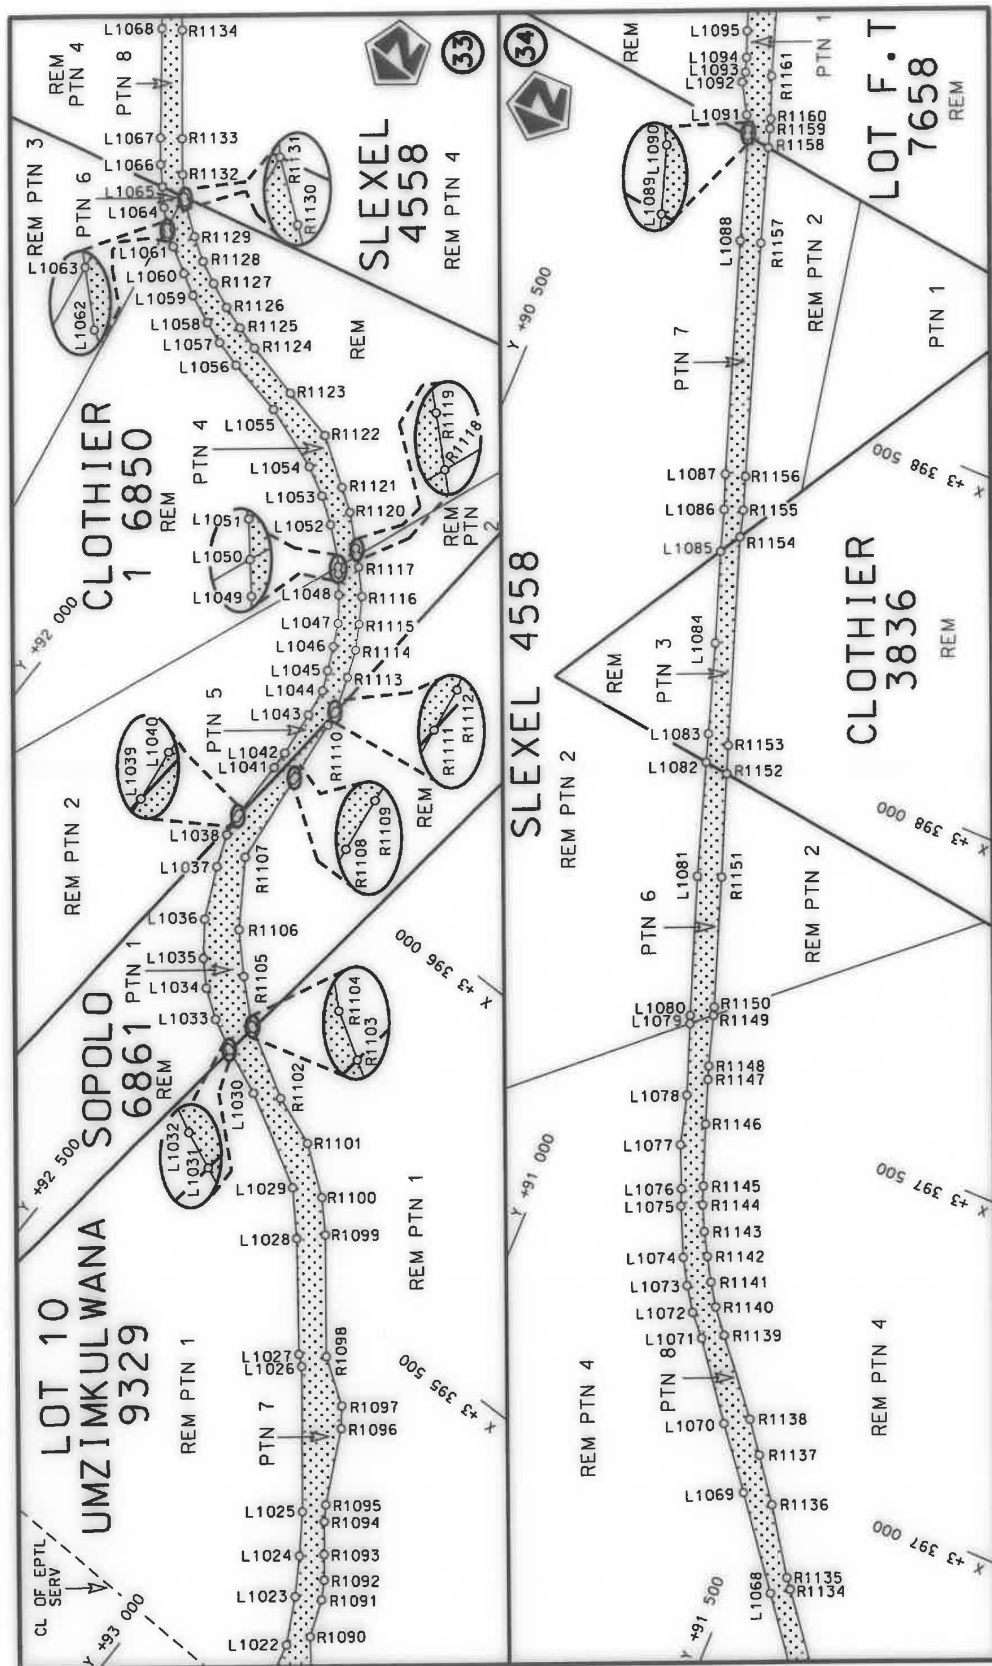 33
L1068
R1134
REM
PTN 4
PTN 8
L1067
R1133
L1066
R1132
L1065
L1064
R1131
R1130
REM PTN 3
PTN 6
L1063
L1062
L1061
R1129
L1060
R1128
L1059
R1127
L1058
R1126
L1057
R1125
L1056
R1124
SLEXEL
4558
REM PTN 4
REM
L1055
R1123
R1122
CLOTHIER
1 6850
REM
PTN 4
L1054
L1053
R1121
L1052
R1120
R1119
R1118
L1051
L1050
L1049
REM
PTN
2
R1117
L1048
R1116
L1047
R1115
L1046
R1114
L1045
R1113
L1044
Y +92 000
PTN 5
L1043
R1112
R1111
R1110
L1042
L1041
L1040
L1039
R1109
R1108
REM
L1038
REM PTN 2
L1037
R1107
L1036
R1106
L1035
PTN 1
R1105
L1034
R1104
R1103
L1033
X +3 396 000
SOPOLO
6861
REM
L1032
L1031
L1030
R1102
R1101
Y +92 500
L1029
R1100
L1028
R1099
REM PTN 1
LOT 10
UMZIMKULWANA
9329
REM PTN 1
L1027
L1026
R1098
X +3 395 500
PTN 7
R1097
R1096
L1025
R1095
R1094
L1024
R1093
R1092
L1023
R1091
L1022
R1090
CL OF EPTL
SERV
Y +93 000
34
REM
L1095
L1094
L1093
L1092
R1161
PTN 1
L1091
L1090
L1089
R1160
R1159
R1158
LOT F.T
7658
REM
L1088
R1157
Y +90 500
PTN 7
REM PTN 2
PTN 1
L1087
R1156
L1086
R1155
L1085
R1154
X +3 398 500
SLEXEL 4558
REM PTN 2
L1084
REM
PTN 3
CLOTHIER
3836
REM
L1083
R1153
L1082
R1152
X +3 398 000
L1081
R1151
PTN 6
REM PTN 2
L1080
R1150
L1079
R1149
R1148
R1147
L1078
R1146
L1077
L1076
R1145
L1075
R1144
Y +91 000
X +3 397 500
R1143
L1074
R1142
L1073
R1141
L1072
R1140
L1071
R1139
PTN 8
REM PTN 4
REM PTN 4
L1070
R1138
R1137
L1069
R1136
X +3 397 000
L1068
R1135
R1134
Y +91 500